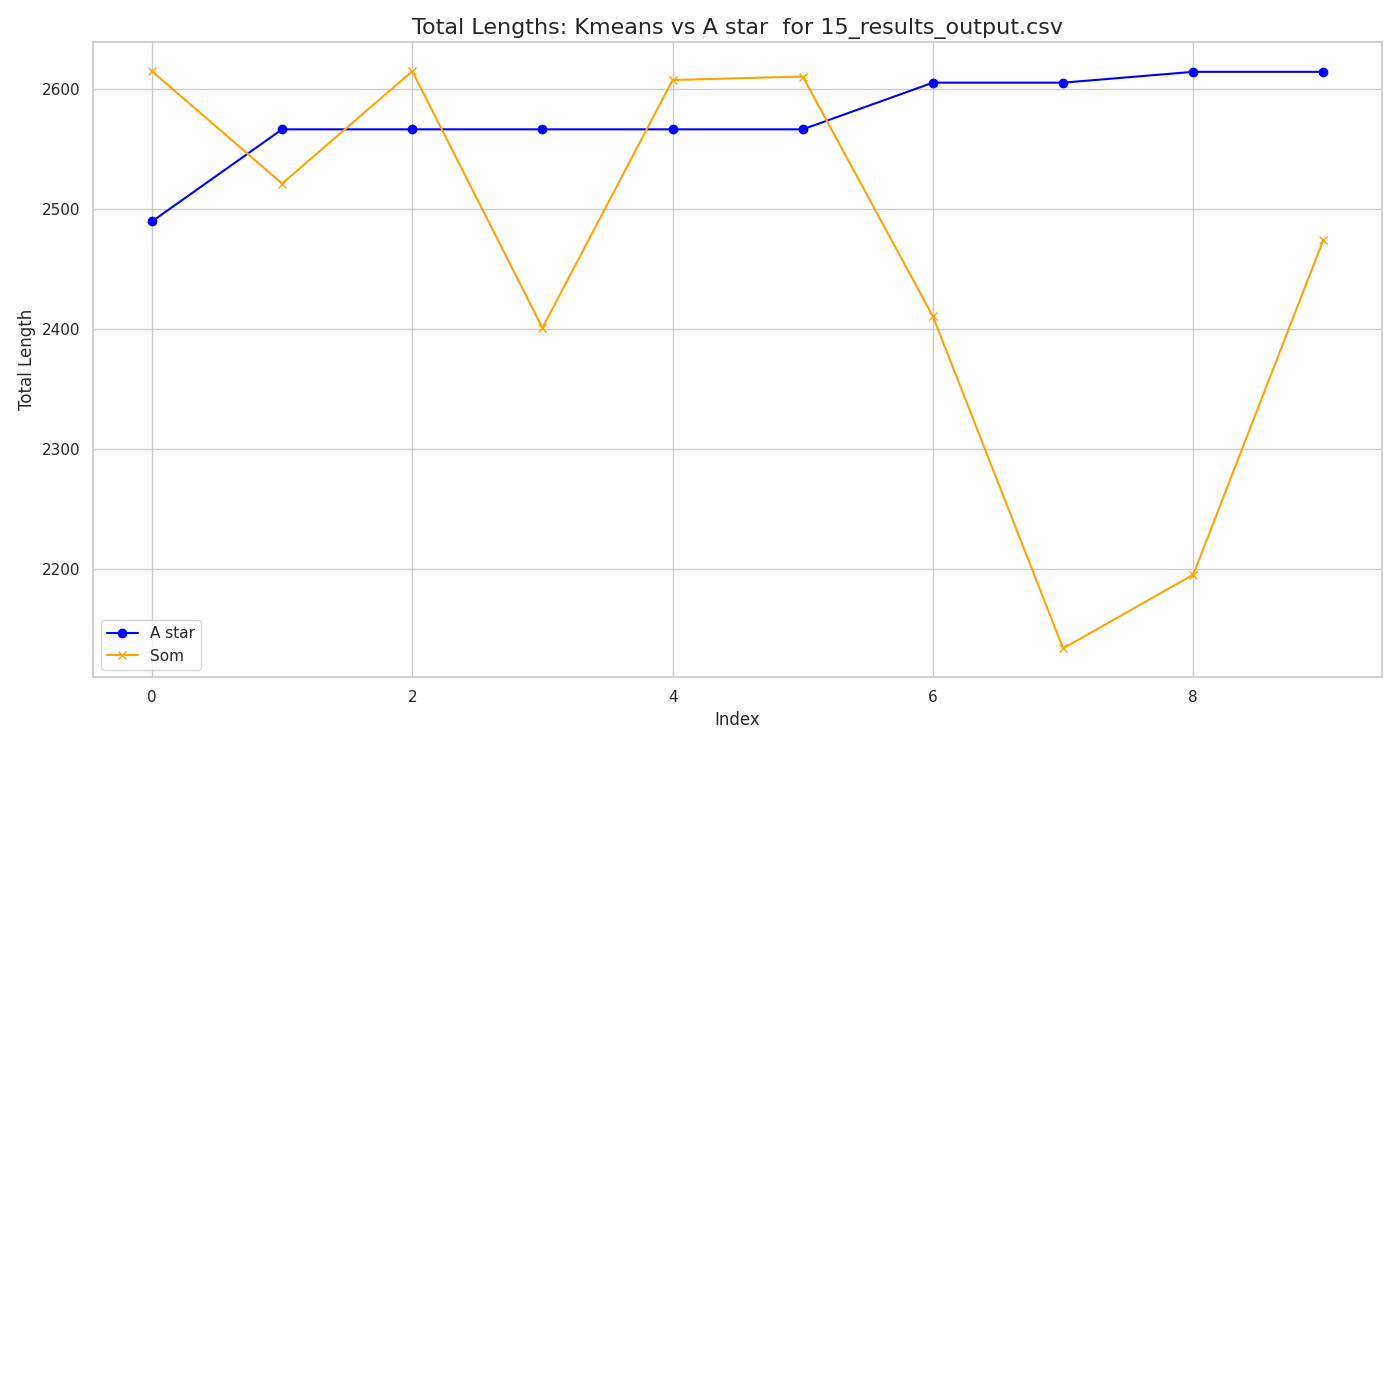 Total Lengths: Kmeans vs A star  for 15_results_output.csv
2600
2500
2400
2300
2200
Total Length
A star
Som
0 2 4 6 8
Index